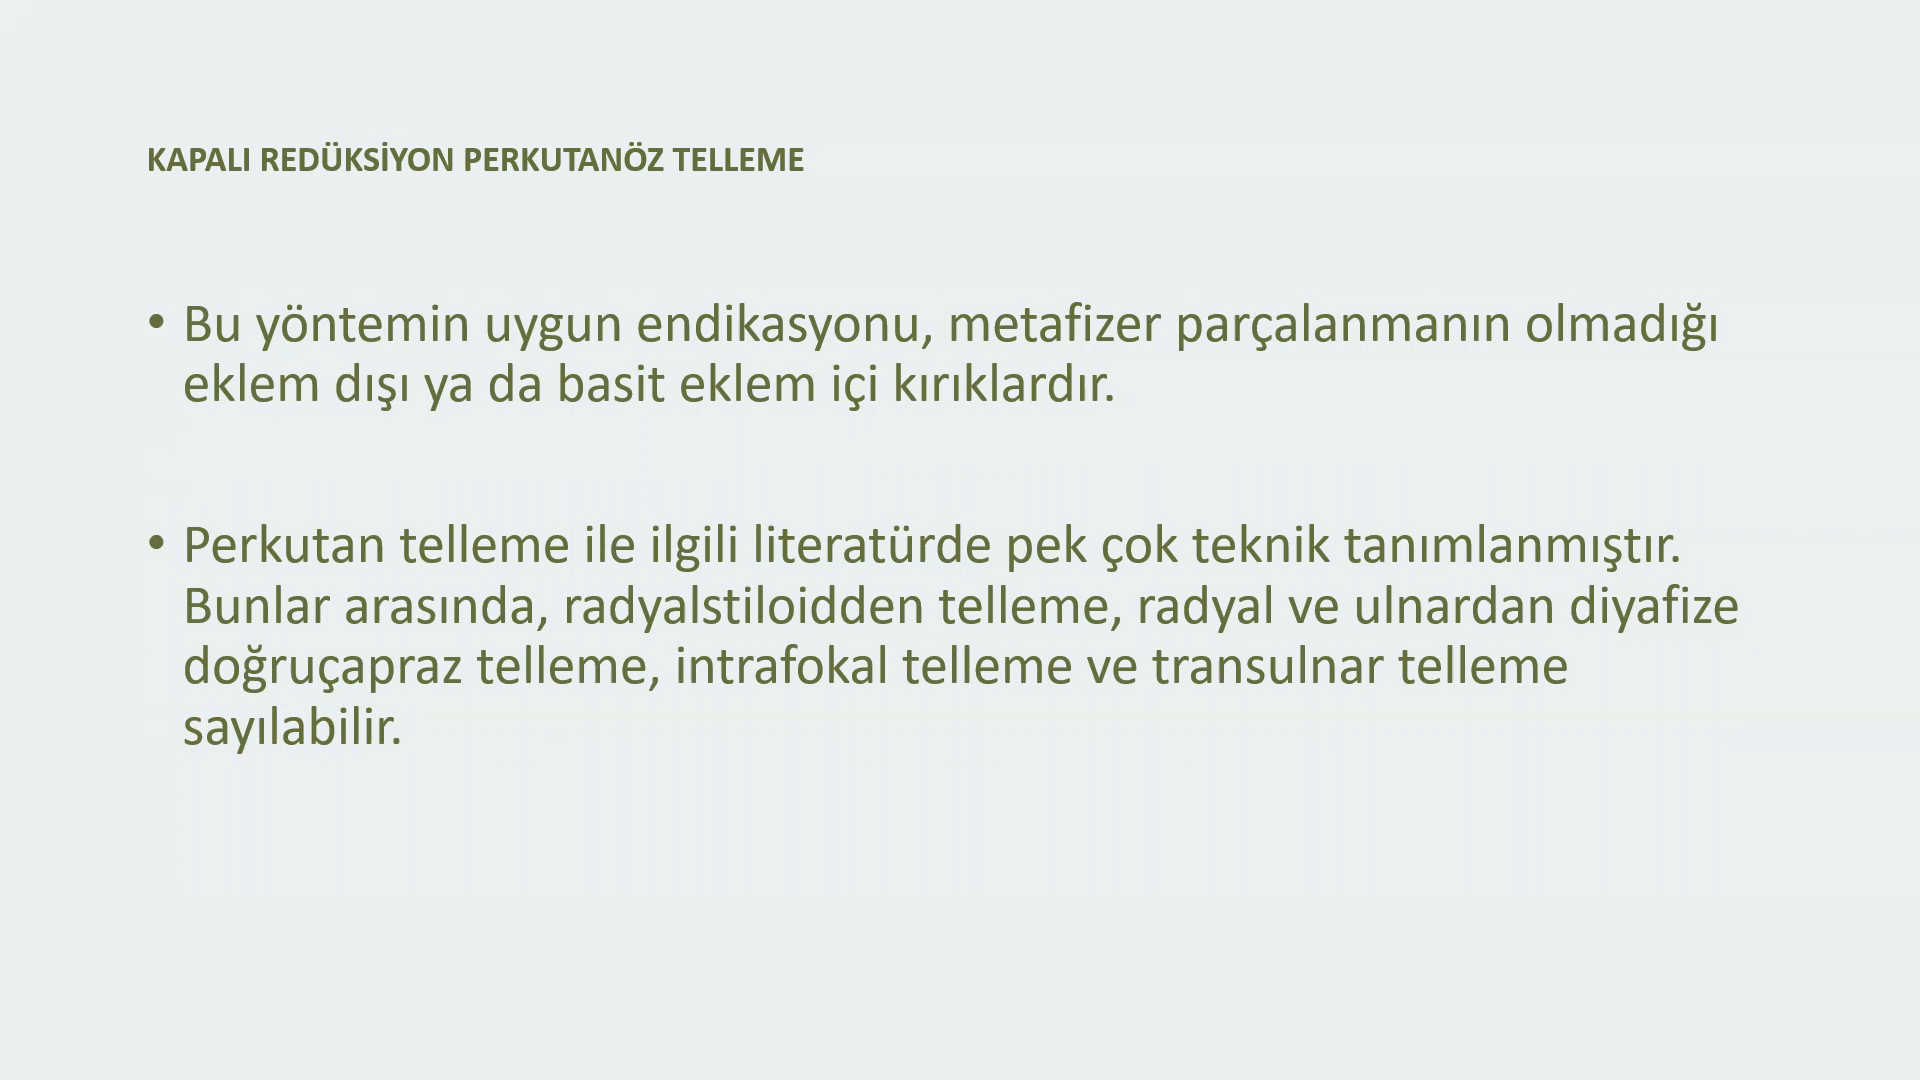 KAPALI REDÜKSİYON PERKUTANÖZ TELLEME
• Bu yöntemin uygun endikasyonu, metafizer parçalanmanın olmadığı
eklem dışı ya da basit eklem içi kırıklardır.
• Perkutan telleme ile ilgili literatürde pek çok teknik tanımlanmıştır.
Bunlar arasında, radyalstiloidden telleme, radyal ve ulnardan diyafize
doğruçapraz telleme, intrafokal telleme ve transulnar telleme
sayılabilir.